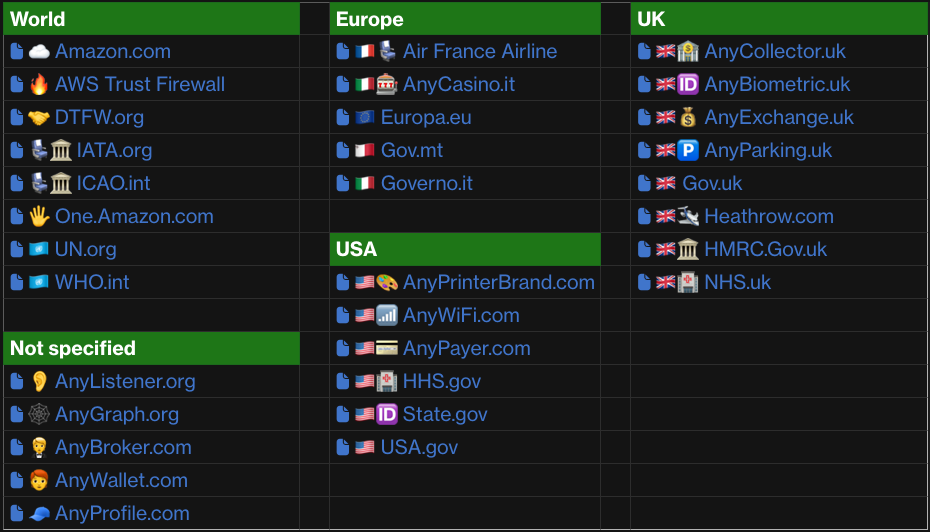 World
Amazon.com
AWS Trust Firewall
DTFW.org
IATA.org
ICAO.int
One.Amazon.com
UN.org
WHO.int
Not specified
AnyListener.org
AnyGraph.org
AnyBroker.com
AnyWallet.com
AnyProfile.com
Europe
Air France Airline
AnyCasino.it
Europa.eu
Gov.mt
Governo.it
USA
AnyPrinterBrand.com
AnyWiFi.com
AnyPayer.com
HHS.gov
ID State.gov
USA.gov
UK
AnyCollector.uk
ID AnyBiometric.uk
AnyExchange.uk
P AnyParking.uk
Gov.uk
Heathrow.com
HMRC.Gov.uk
NHS.uk